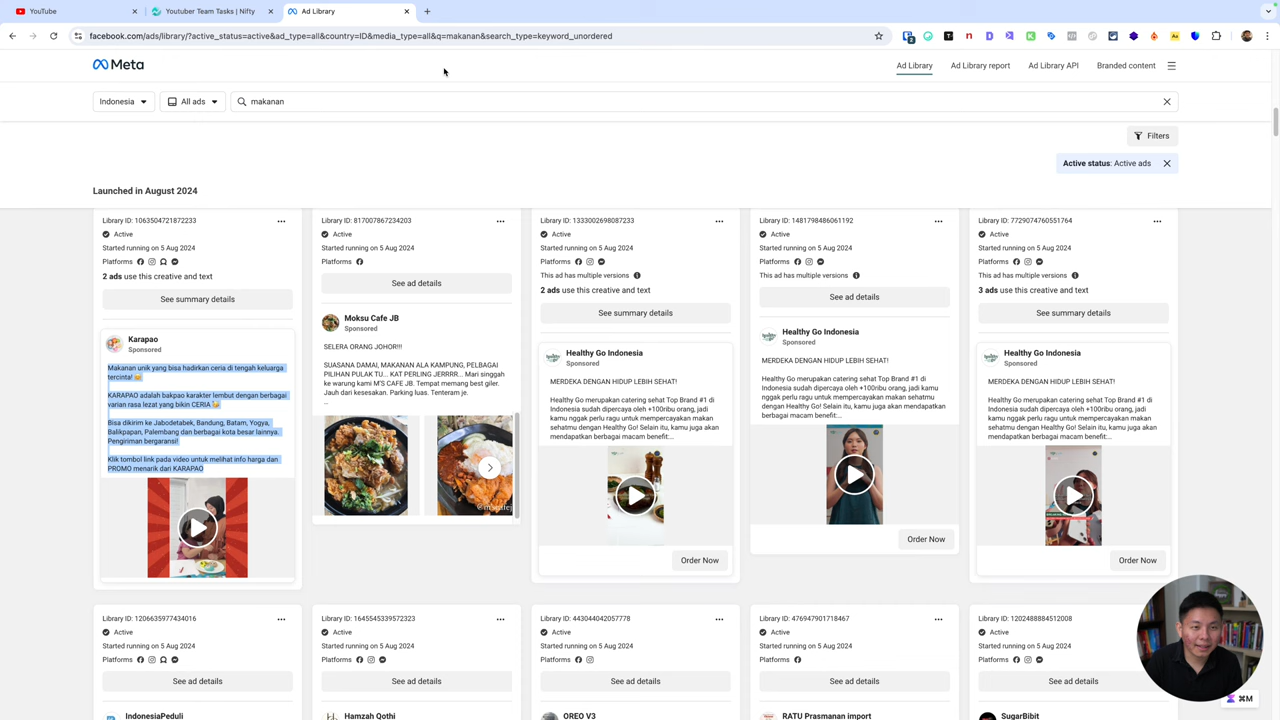 YouTube
Youtuber Team Tasks | Nifty
Ad Library
facebook.com/ads/library/?active_status=active&ad_type=all&country=ID&media_type=all&q=makanan&search_type=keyword_unordered
Meta
Ad Library
Ad Library report
Ad Library API
Branded content
Indonesia
All ads
makanan
Filters
Active status: Active ads
Launched in August 2024
Library ID: 1063504721872233
Active
Started running on 5 Aug 2024
Platforms
2 ads use this creative and text
See summary details
Karapao
Sponsored
Makanan unik yang bisa hadirkan ceria di tengah keluarga
tercinta!
KARAPAO adalah bakpao karakter lembut dengan berbagai
varian rasa lezat yang bikin CERIA
Bisa dikirim ke Jabodetabek, Bandung, Batam, Yogya,
Balikpapan, Palembang dan berbagai kota besar lainnya.
Pengiriman bergaransi!
Klik tombol link pada video untuk melihat info harga dan
PROMO menarik dari KARAPAO
Library ID: 817007867234203
Active
Started running on 5 Aug 2024
Platforms
See ad details
Moksu Cafe JB
Sponsored
SELERA ORANG JOHOR!!!
SUASANA DAMAI, MAKANAN ALA KAMPUNG, PELBAGAI
PILIHAN PULAK TU... KAT PERLING JERRR... Mari singgah
ke warung kami M'S CAFE JB. Tempat memang best giler.
Jauh dari kesesakan. Parking luas. Tenteram je.
..
Library ID: 1333002698087233
Active
Started running on 5 Aug 2024
Platforms
This ad has multiple versions
2 ads use this creative and text
See summary details
Healthy Go Indonesia
Sponsored
MERDEKA DENGAN HIDUP LEBIH SEHAT!
Healthy Go merupakan catering sehat Top Brand #1 di
Indonesia sudah dipercaya oleh +100ribu orang, jadi
kamu nggak perlu ragu untuk mempercayakan makan
sehatmu dengan Healthy Go! Selain itu, kamu juga akan
mendapatkan berbagai macam benefit:...
Order Now
Library ID: 1481798486061192
Active
Started running on 5 Aug 2024
Platforms
This ad has multiple versions
See ad details
Healthy Go Indonesia
Sponsored
MERDEKA DENGAN HIDUP LEBIH SEHAT!
Healthy Go merupakan catering sehat Top Brand #1 di
Indonesia sudah dipercaya oleh +100ribu orang, jadi kamu
nggak perlu ragu untuk mempercayakan makan sehatmu
dengan Healthy Go! Selain itu, kamu juga akan mendapatkan
berbagai macam benefit:...
Order Now
Library ID: 7729074760551764
Active
Started running on 5 Aug 2024
Platforms
This ad has multiple versions
3 ads use this creative and text
See summary details
Healthy Go Indonesia
Sponsored
MERDEKA DENGAN HIDUP LEBIH SEHAT!
Healthy Go merupakan catering sehat Top Brand #1 di
Indonesia sudah dipercaya oleh +100ribu orang, jadi
kamu nggak perlu ragu untuk mempercayakan makan
sehatmu dengan Healthy Go! Selain itu, kamu juga akan
mendapatkan berbagai macam benefit:...
Order Now
Library ID: 1206635977434016
Active
Started running on 5 Aug 2024
Platforms
See ad details
IndonesiaPeduli
Library ID: 1645545339572323
Active
Started running on 5 Aug 2024
Platforms
See ad details
Hamzah Qothi
Library ID: 443044042057778
Active
Started running on 5 Aug 2024
Platforms
See ad details
OREO V3
Library ID: 476947901718467
Active
Started running on 5 Aug 2024
Platforms
See ad details
RATU Prasmanan import
Library ID: 1202488884512008
Active
Started running on 5 Aug 2024
Platforms
See ad details
SugarBibit
⌘M